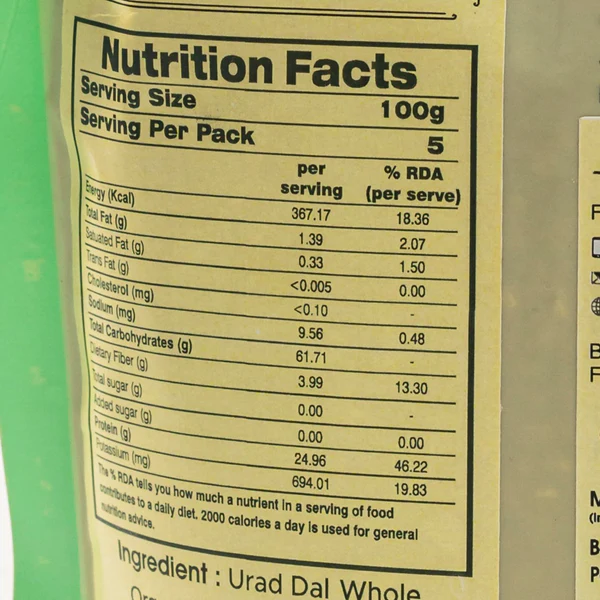 Nutrition Facts
Serving Size 100g
Serving Per Pack 5
per serving % RDA (per serve)
Energy (Kcal) 367.17 18.36
Total Fat (g) 1.39 2.07
Satuated Fat (g) 0.33 1.50
Trans Fat (g) <0.005 0.00
Cholesterol (mg) <0.10 -
Sodium (mg) 9.56 0.48
Total Carbohydrates (g) 61.71 -
Dietary Fiber (g) 3.99 13.30
Total sugar (g) 0.00 -
Added sugar (g) 0.00 0.00
Protein (g) 24.96 46.22
Potassium (mg) 694.01 19.83
The % RDA tells you how much a nutrient in a serving of food
contributes to a daily diet. 2000 calories a day is used for general
nutrition advice.
Ingredient : Urad Dal Whole